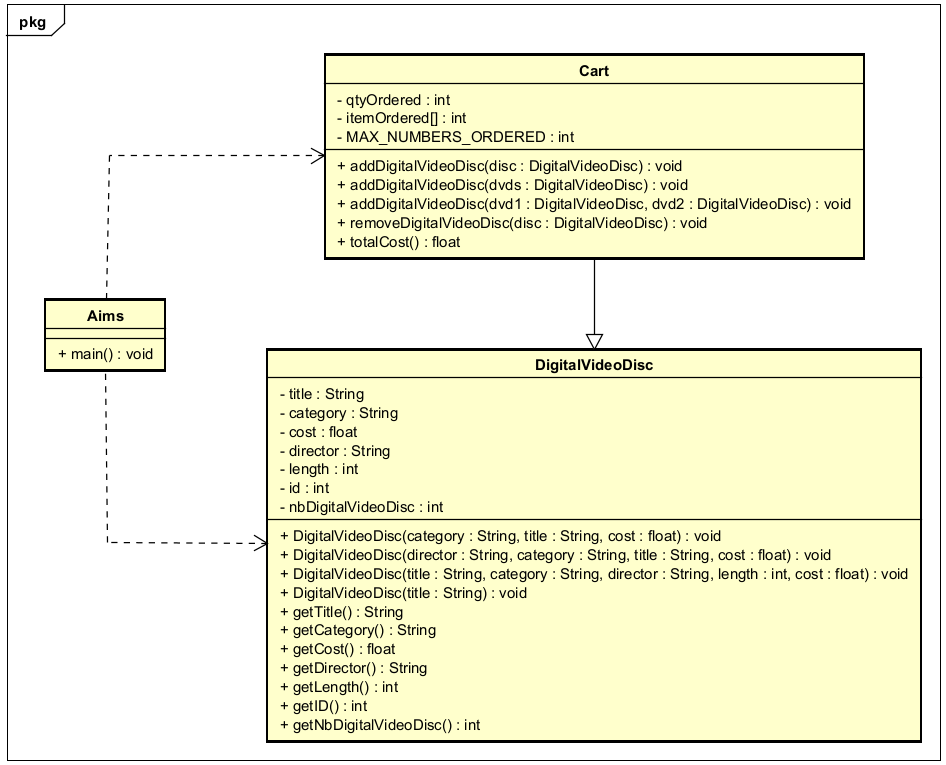 pkg
Cart
- qtyOrdered : int
- itemOrdered[] : int
- MAX_NUMBERS_ORDERED : int
+ addDigitalVideoDisc(disc : DigitalVideoDisc) : void
+ addDigitalVideoDisc(dvds : DigitalVideoDisc) : void
+ addDigitalVideoDisc(dvd1 : DigitalVideoDisc, dvd2 : DigitalVideoDisc) : void
+ removeDigitalVideoDisc(disc : DigitalVideoDisc) : void
+ totalCost() : float
Aims
+ main() : void
DigitalVideoDisc
- title : String
- category : String
- cost : float
- director : String
- length : int
- id : int
- nbDigitalVideoDisc : int
+ DigitalVideoDisc(category : String, title : String, cost : float) : void
+ DigitalVideoDisc(director : String, category : String, title : String, cost : float) : void
+ DigitalVideoDisc(title : String, category : String, director : String, length : int, cost : float) : void
+ DigitalVideoDisc(title : String) : void
+ getTitle() : String
+ getCategory() : String
+ getCost() : float
+ getDirector() : String
+ getLength() : int
+ getID() : int
+ getNbDigitalVideoDisc() : int